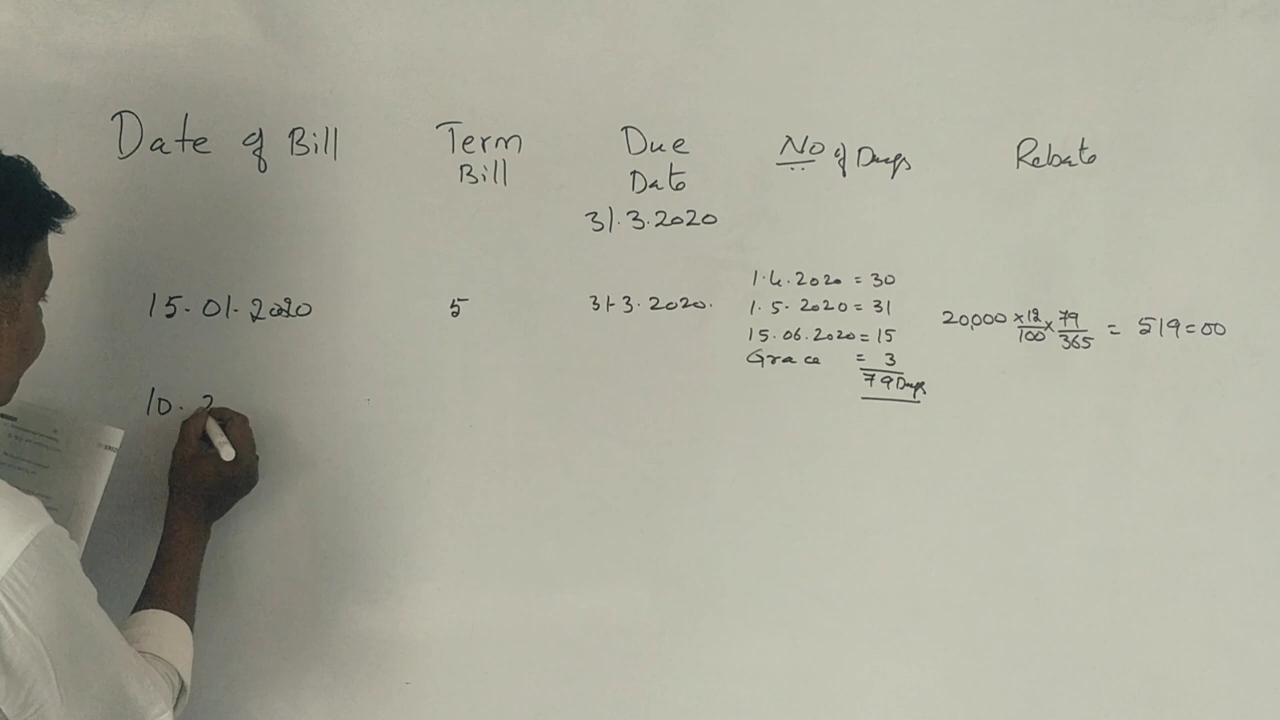 Date of Bill
Term
Bill
Due
Date
31.3.2020
No of Days
Rebate
15.01.2020
5
31.3.2020.
1.4.2020 = 30
1.5.2020 = 31
15.06.2020 = 15
Grace = 3
79 Days
20,000 × 12/100 × 79/365 = 519=00
10.